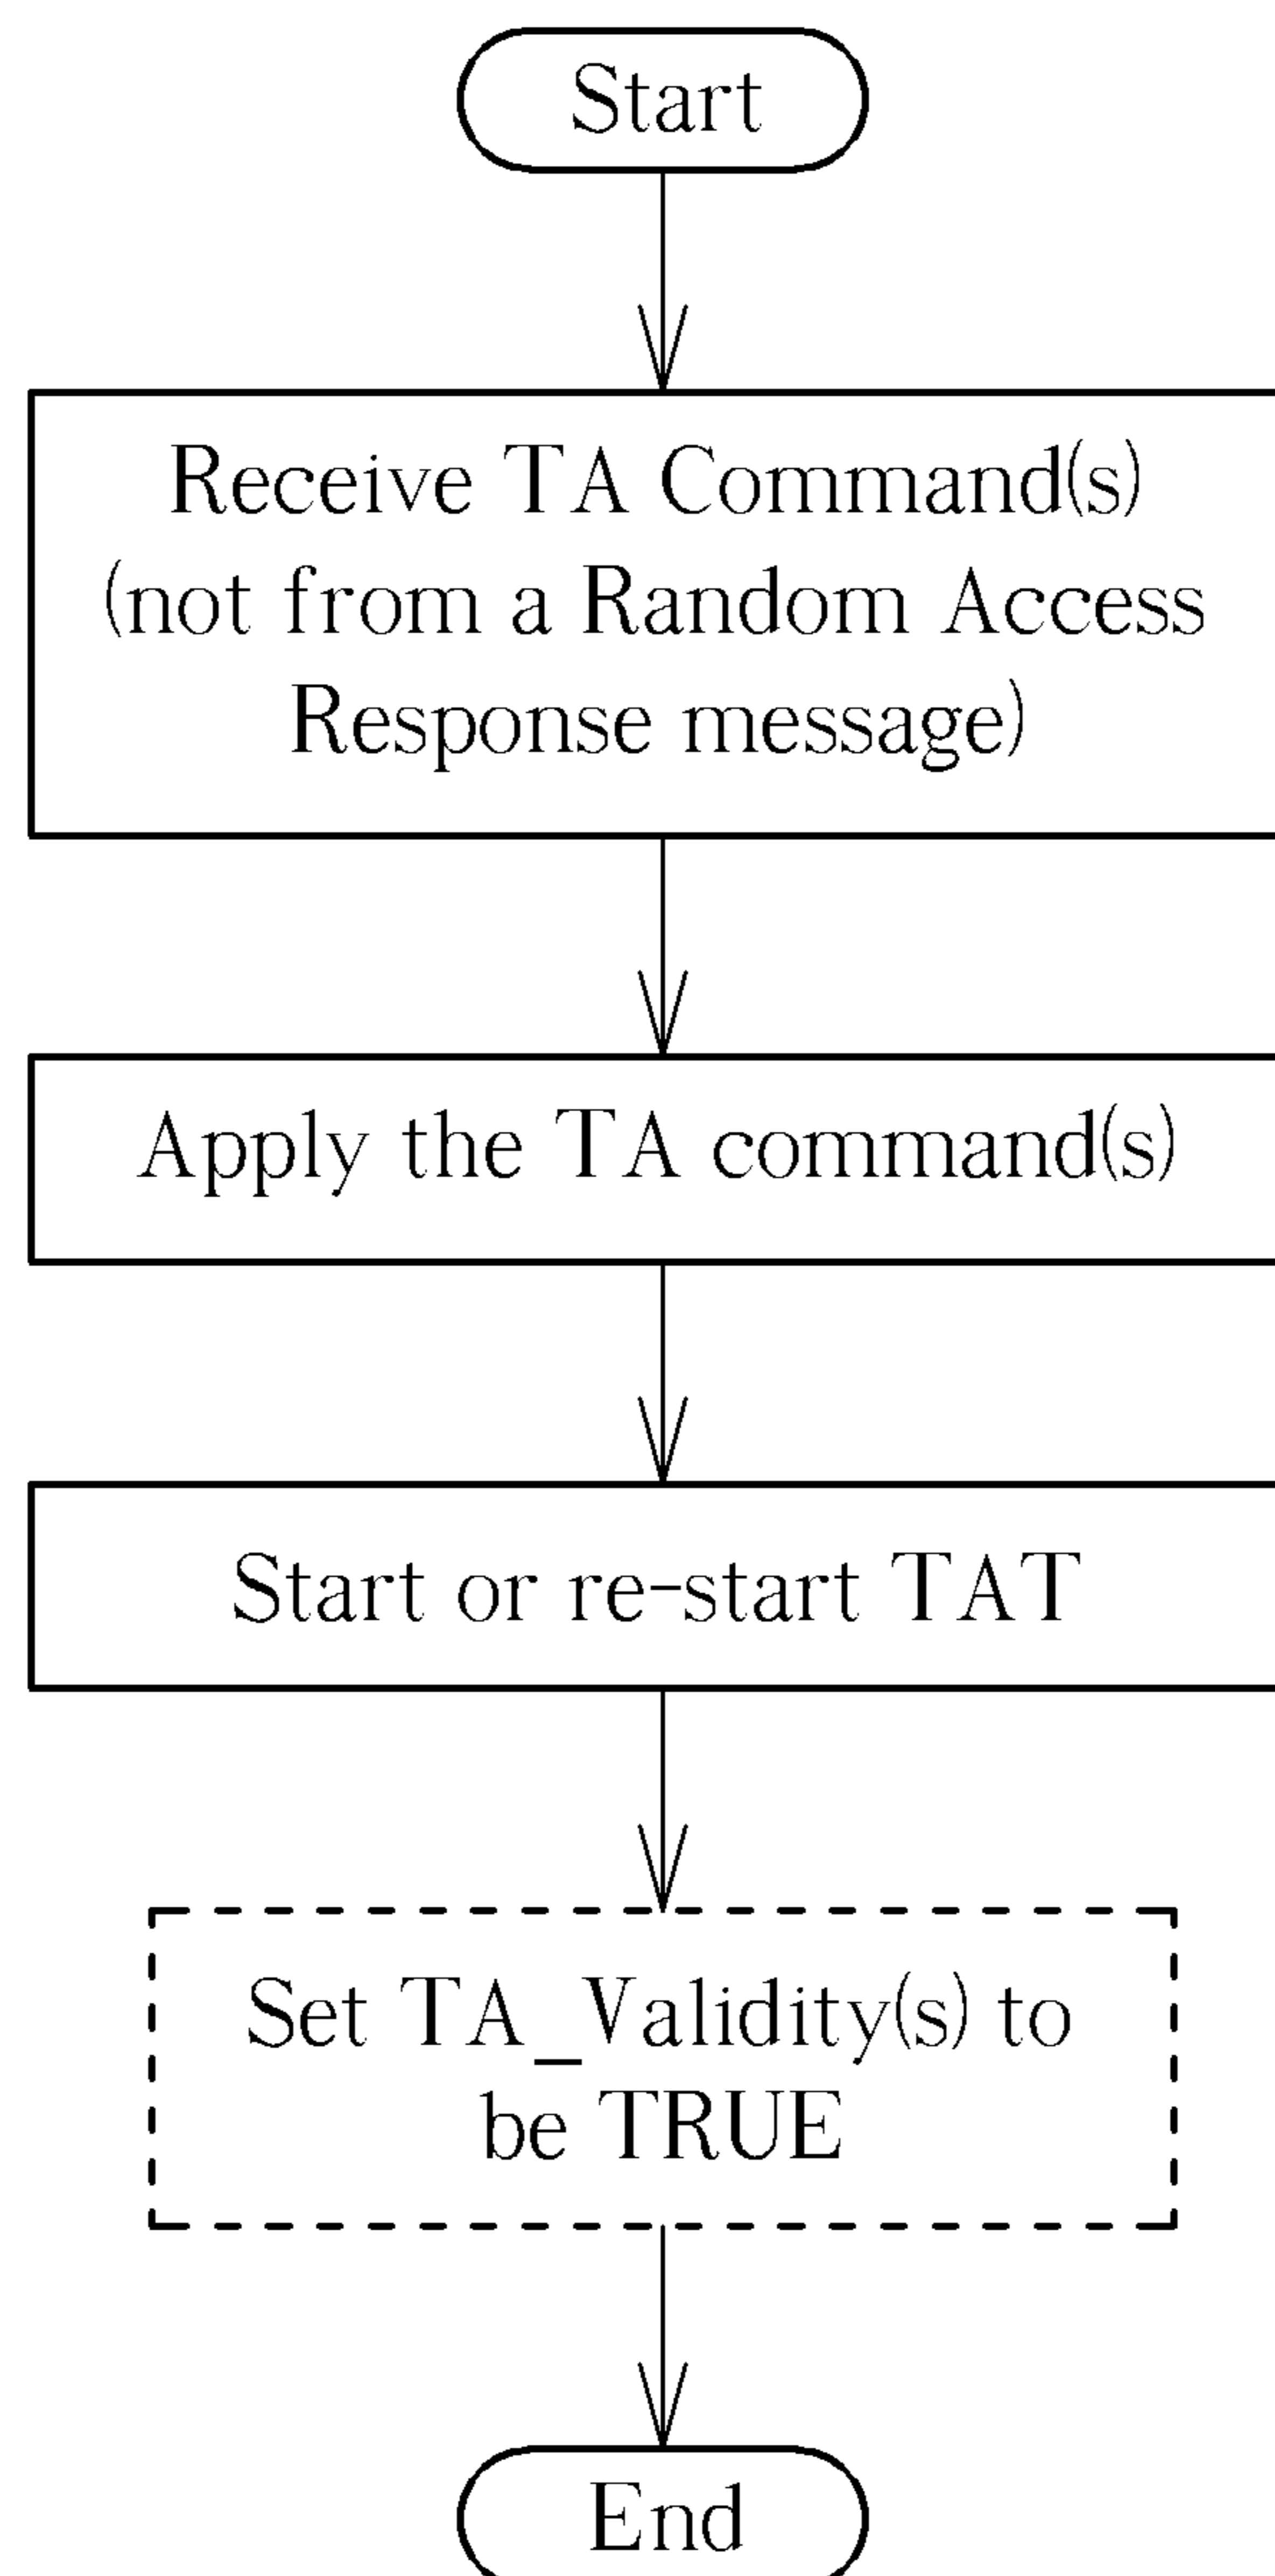 Start
Receive TA Command(s)
(not from a Random Access
Response message)
Apply the TA command(s)
Start or re-start TAT
Set TA_Validity(s) to
be TRUE
End